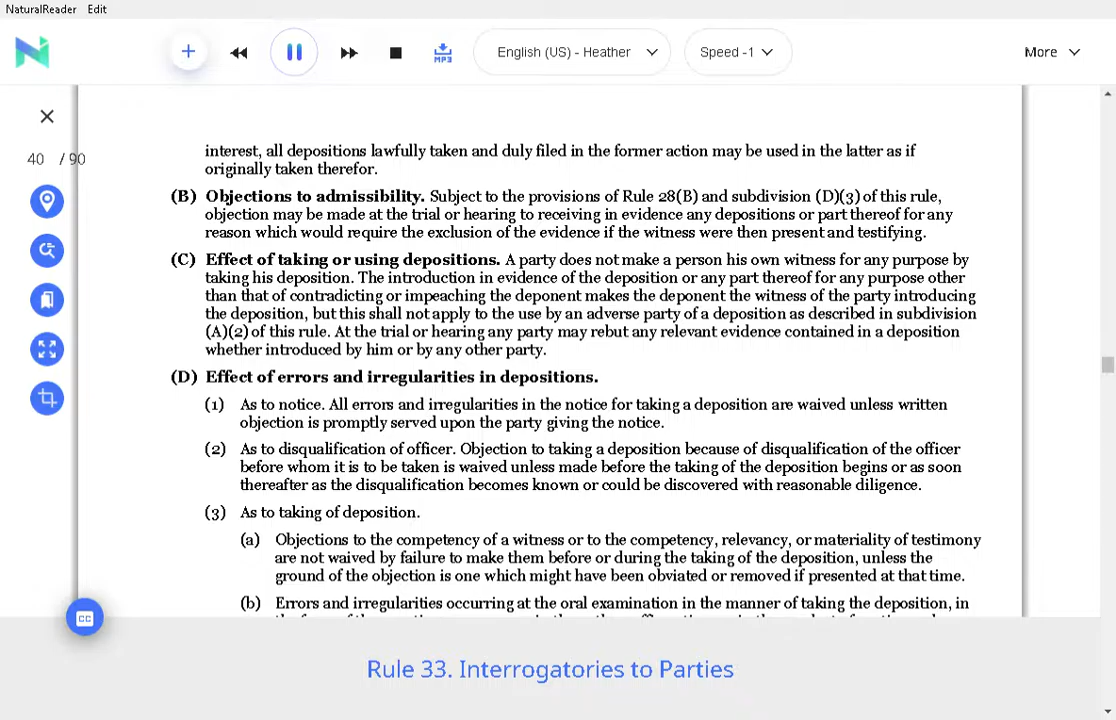 NaturalReader Edit
English (US) - Heather
Speed -1
More
MP3
40 / 90
interest, all depositions lawfully taken and duly filed in the former action may be used in the latter as if
originally taken therefor.
(B) Objections to admissibility. Subject to the provisions of Rule 28(B) and subdivision (D)(3) of this rule,
objection may be made at the trial or hearing to receiving in evidence any depositions or part thereof for any
reason which would require the exclusion of the evidence if the witness were then present and testifying.
(C) Effect of taking or using depositions. A party does not make a person his own witness for any purpose by
taking his deposition. The introduction in evidence of the deposition or any part thereof for any purpose other
than that of contradicting or impeaching the deponent makes the deponent the witness of the party introducing
the deposition, but this shall not apply to the use by an adverse party of a deposition as described in subdivision
(A)(2) of this rule. At the trial or hearing any party may rebut any relevant evidence contained in a deposition
whether introduced by him or by any other party.
(D) Effect of errors and irregularities in depositions.
(1) As to notice. All errors and irregularities in the notice for taking a deposition are waived unless written
objection is promptly served upon the party giving the notice.
(2) As to disqualification of officer. Objection to taking a deposition because of disqualification of the officer
before whom it is to be taken is waived unless made before the taking of the deposition begins or as soon
thereafter as the disqualification becomes known or could be discovered with reasonable diligence.
(3) As to taking of deposition.
(a) Objections to the competency of a witness or to the competency, relevancy, or materiality of testimony
are not waived by failure to make them before or during the taking of the deposition, unless the
ground of the objection is one which might have been obviated or removed if presented at that time.
(b) Errors and irregularities occurring at the oral examination in the manner of taking the deposition, in
CC
Rule 33. Interrogatories to Parties